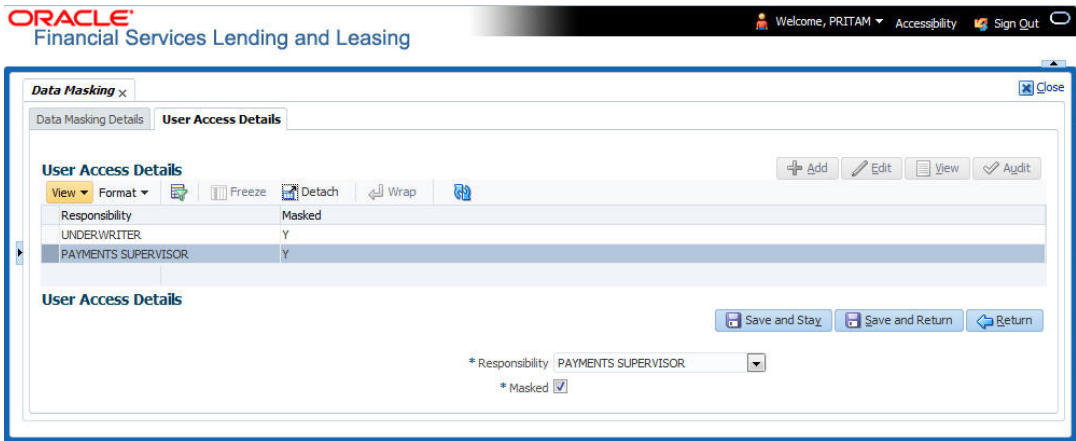 ORACLE
Financial Services Lending and Leasing
Welcome, PRITAM Accessibility Sign Out
Data Masking x
Close
Data Masking Details User Access Details
User Access Details
Add Edit View Audit
View Format Freeze Detach Wrap
Responsibility Masked
UNDERWRITER Y
PAYMENTS SUPERVISOR Y
User Access Details
Save and Stay Save and Return Return
* Responsibility PAYMENTS SUPERVISOR
* Masked